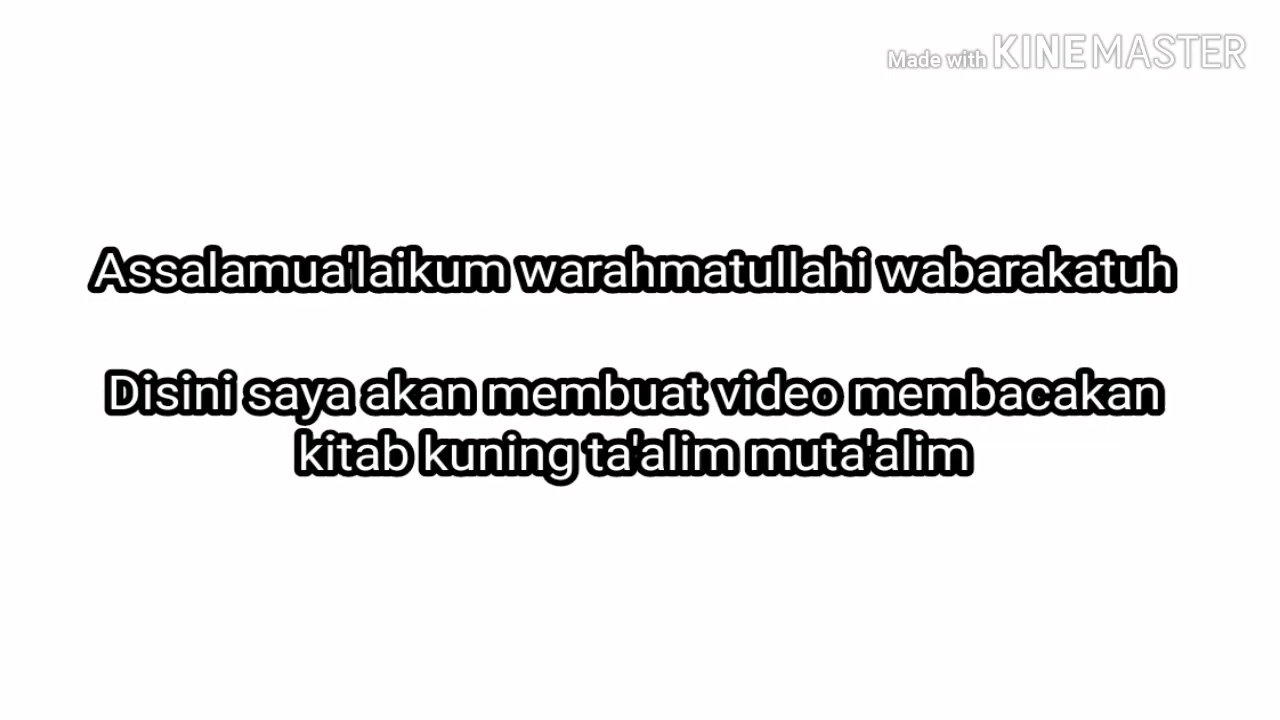 Made with KINEMASTER
Assalamua'laikum warahmatullahi wabarakatuh
Disini saya akan membuat video membacakan
kitab kuning ta'alim muta'alim